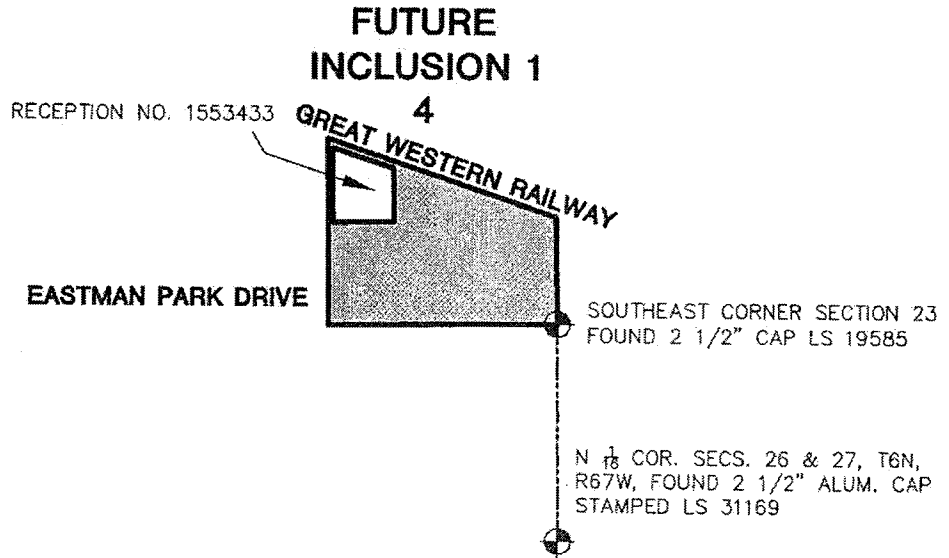 FUTURE
INCLUSION 1
4
RECEPTION NO. 1553433
GREAT WESTERN RAILWAY
EASTMAN PARK DRIVE
SOUTHEAST CORNER SECTION 23
FOUND 2 1/2" CAP LS 19585
N 1/16 COR. SECS. 26 & 27, T6N,
R67W, FOUND 2 1/2" ALUM. CAP
STAMPED LS 31169